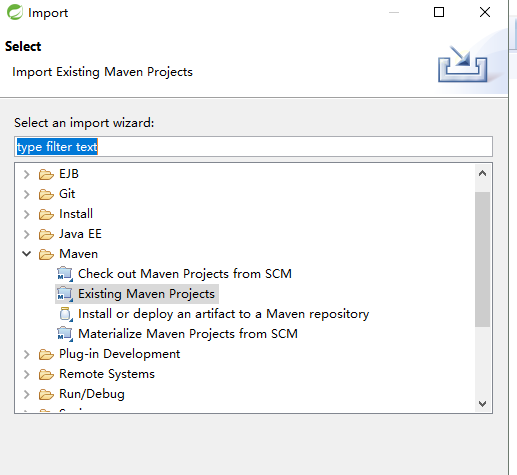 Import
Select
Import Existing Maven Projects
Select an import wizard:
type filter text
EJB
Git
Install
Java EE
Maven
Check out Maven Projects from SCM
Existing Maven Projects
Install or deploy an artifact to a Maven repository
Materialize Maven Projects from SCM
Plug-in Development
Remote Systems
Run/Debug